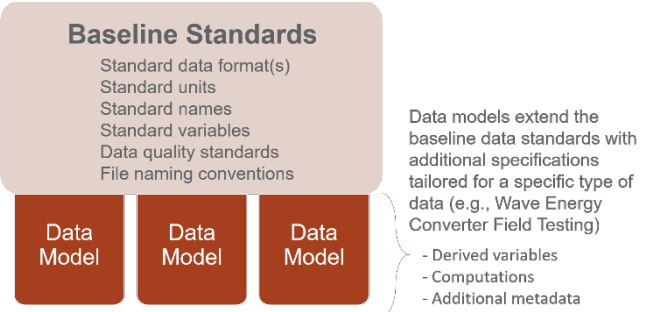 Baseline Standards
Standard data format(s)
Standard units
Standard names
Standard variables
Data quality standards
File naming conventions
Data
Model
Data
Model
Data
Model
Data models extend the
baseline data standards with
additional specifications
tailored for a specific type of
data (e.g., Wave Energy
Converter Field Testing)
- Derived variables
- Computations
- Additional metadata